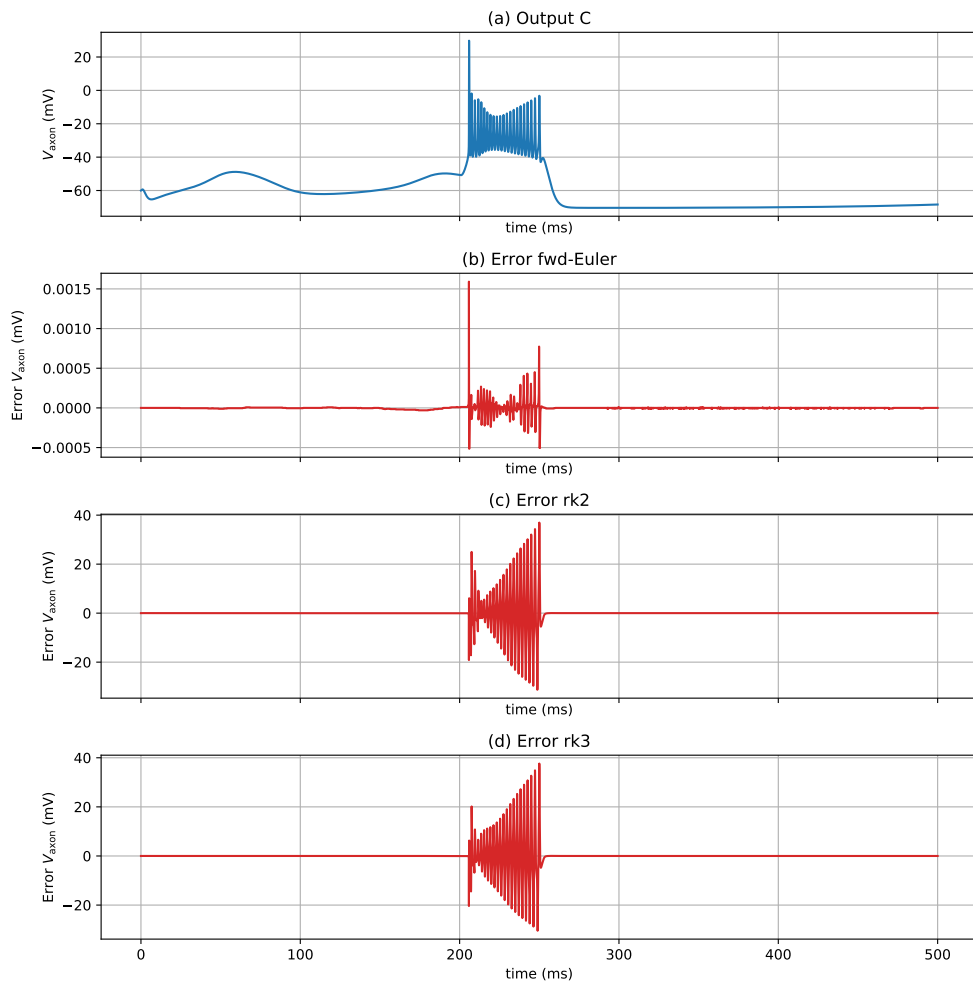 (a) Output C
20
0
−20
−40
−60
V_axon (mV)
time (ms)
(b) Error fwd-Euler
0.0015
0.0010
0.0005
0.0000
−0.0005
Error V_axon (mV)
time (ms)
(c) Error rk2
40
20
0
−20
Error V_axon (mV)
time (ms)
(d) Error rk3
40
20
0
−20
Error V_axon (mV)
0 100 200 300 400 500
time (ms)